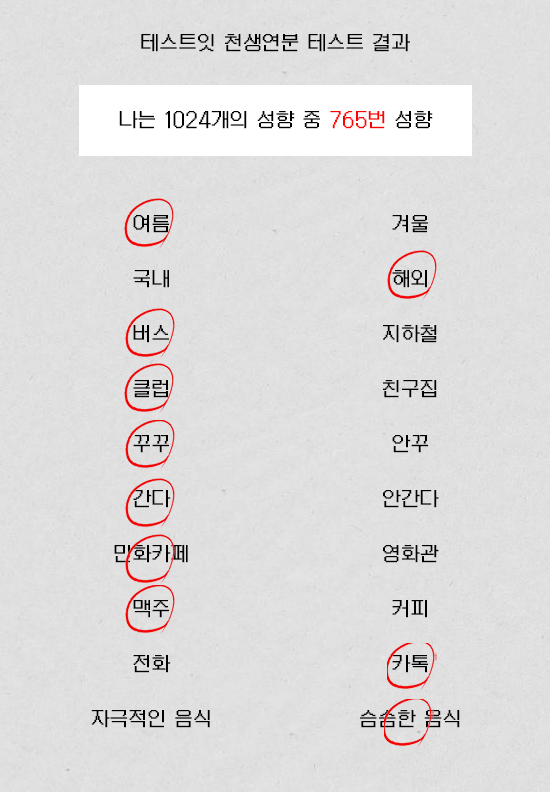 테스트잇 천생연분 테스트 결과
나는 1024개의 성향 중 765번 성향
여름 겨울
국내 해외
버스 지하철
클럽 친구집
꾸꾸 안꾸
간다 안간다
만화카페 영화관
맥주 커피
전화 카톡
자극적인 음식 슴슴한 음식